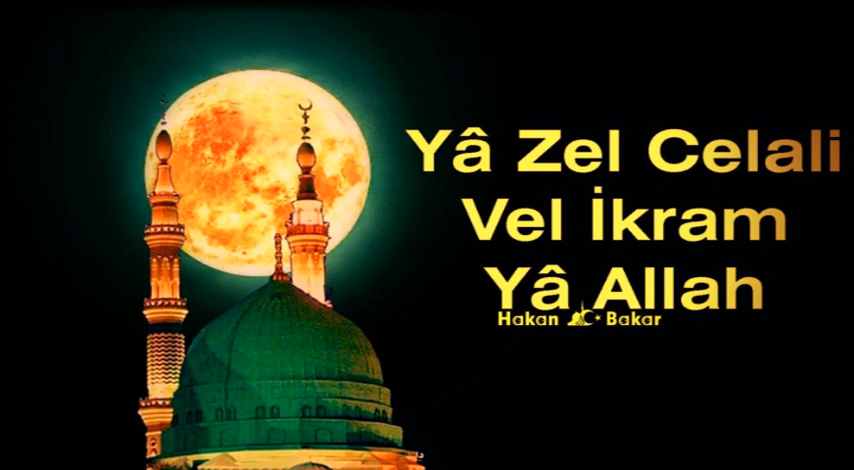 Yâ Zel Celali
Vel İkram
Yâ Allah
Hakan Bakar